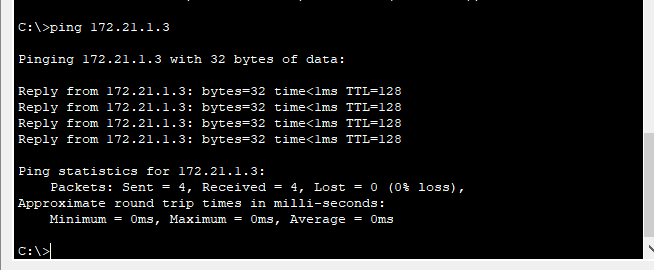 C:\>ping 172.21.1.3
Pinging 172.21.1.3 with 32 bytes of data:
Reply from 172.21.1.3: bytes=32 time<1ms TTL=128
Reply from 172.21.1.3: bytes=32 time<1ms TTL=128
Reply from 172.21.1.3: bytes=32 time<1ms TTL=128
Reply from 172.21.1.3: bytes=32 time<1ms TTL=128
Ping statistics for 172.21.1.3:
Packets: Sent = 4, Received = 4, Lost = 0 (0% loss),
Approximate round trip times in milli-seconds:
Minimum = 0ms, Maximum = 0ms, Average = 0ms
C:\>